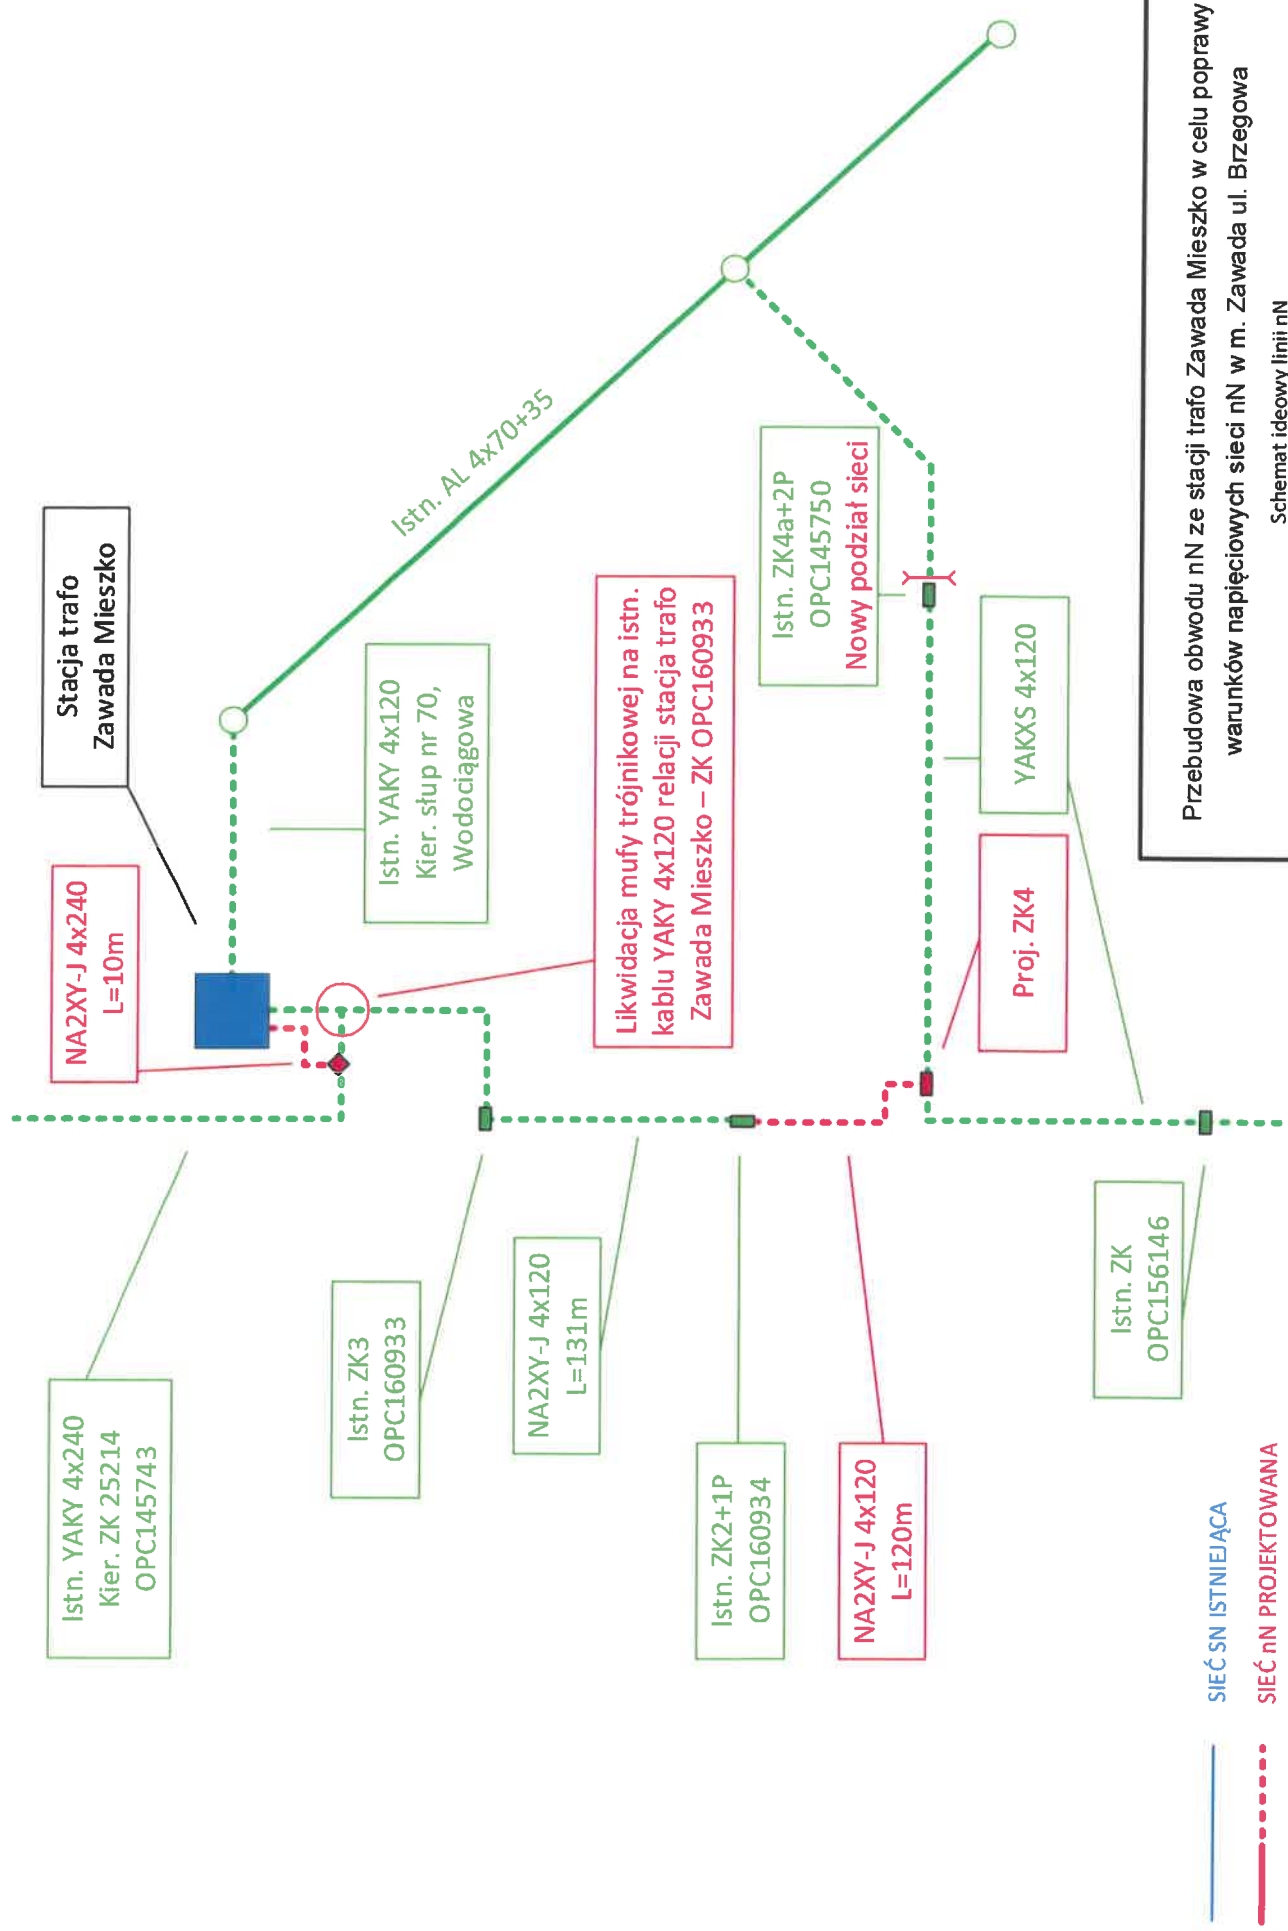 Istn. YAKY 4x240
Kier. ZK 25214
OPC145743
NA2XY-J 4x240
L=10m
Stacja trafo
Zawada Mieszko
Istn. AL 4x70+35
Istn. YAKY 4x120
Kier. słup nr 70,
Wodociągowa
Istn. ZK3
OPC160933
NA2XY-J 4x120
L=131m
Likwidacja mufy trójnikowej na istn.
kablu YAKY 4x120 relacji stacja trafo
Zawada Mieszko – ZK OPC160933
Istn. ZK2+1P
OPC160934
NA2XY-J 4x120
L=120m
Istn. ZK4a+2P
OPC145750
Nowy podział sieci
Proj. ZK4
YAKXS 4x120
Istn. ZK
OPC156146
SIEĆ SN ISTNIEJĄCA
SIEĆ nN PROJEKTOWANA
Przebudowa obwodu nN ze stacji trafo Zawada Mieszko w celu poprawy
warunków napięciowych sieci nN w m. Zawada ul. Brzegowa
Schemat ideowy linii nN